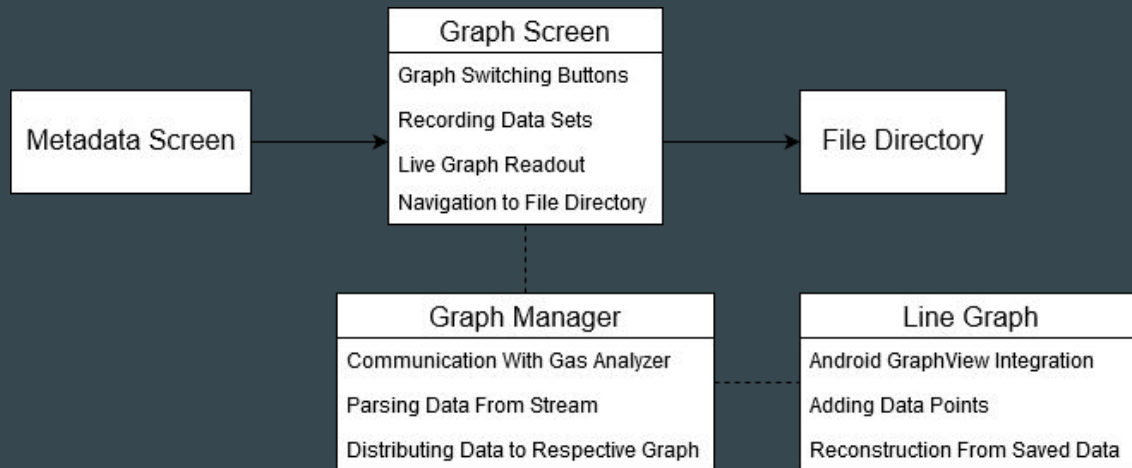 Metadata Screen
Graph Screen
Graph Switching Buttons
Recording Data Sets
Live Graph Readout
Navigation to File Directory
File Directory
Graph Manager
Communication With Gas Analyzer
Parsing Data From Stream
Distributing Data to Respective Graph
Line Graph
Android GraphView Integration
Adding Data Points
Reconstruction From Saved Data